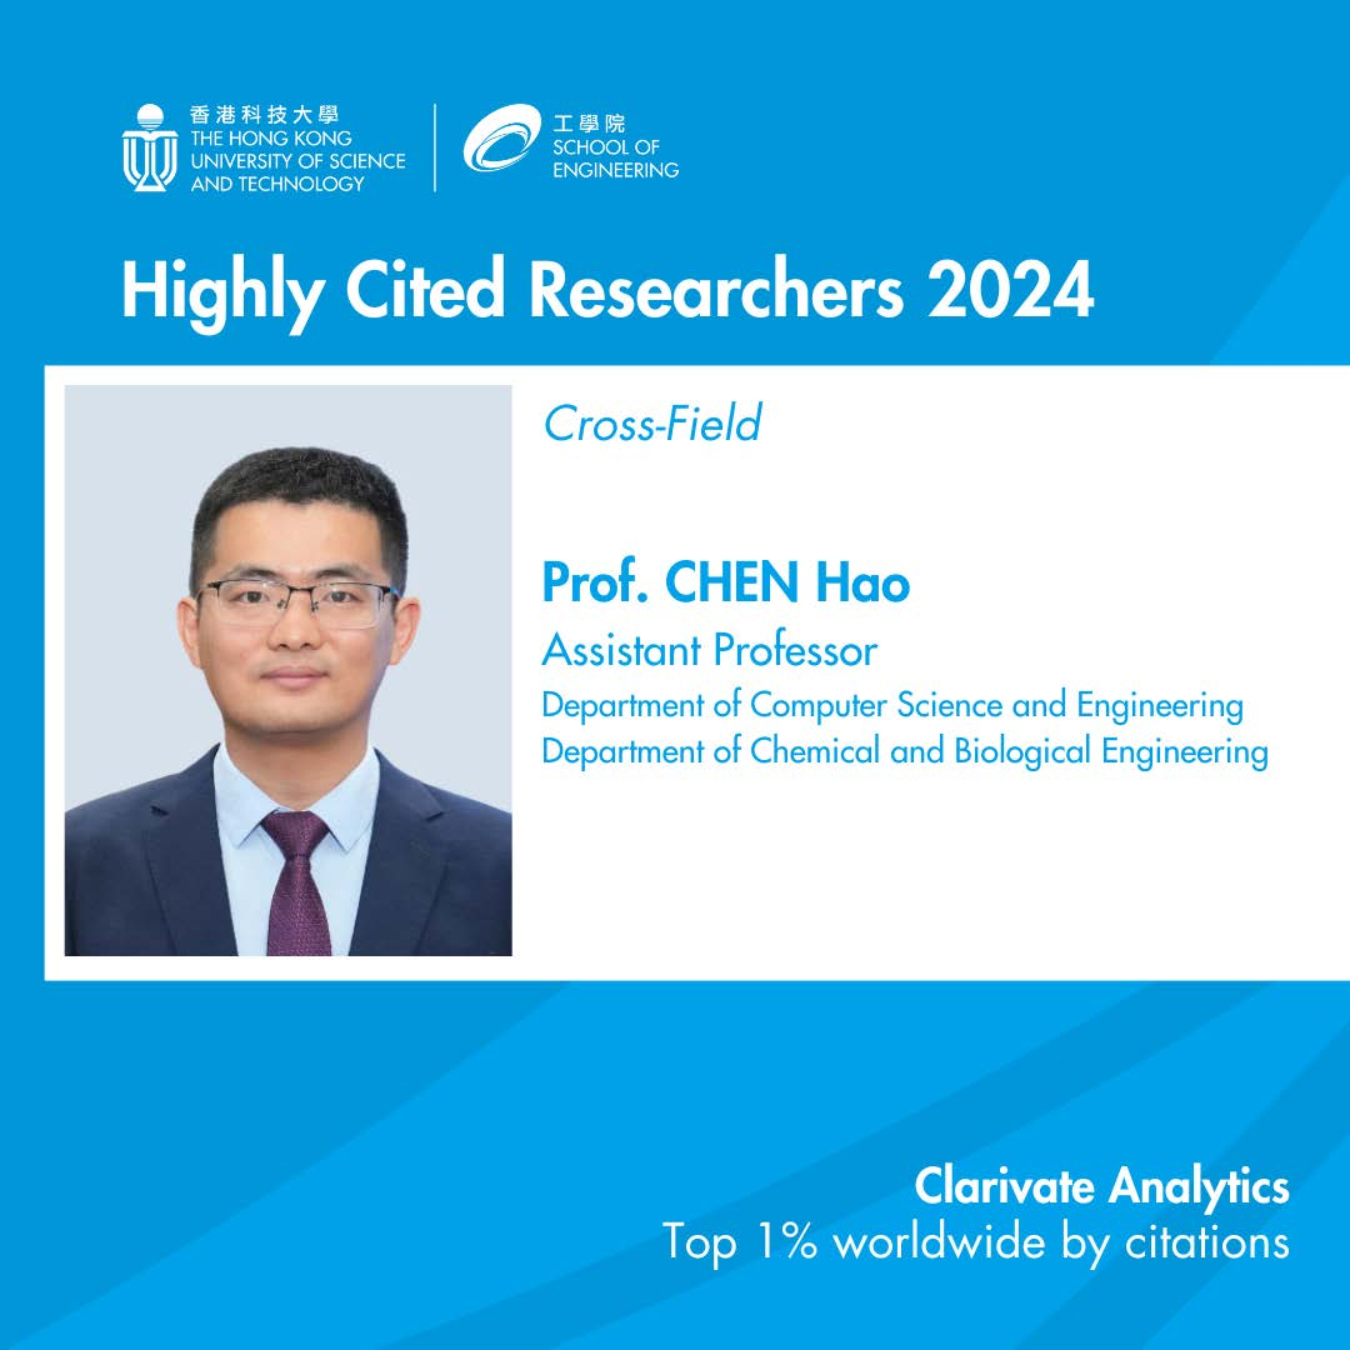 香港科技大學
THE HONG KONG
UNIVERSITY OF SCIENCE
AND TECHNOLOGY
工學院
SCHOOL OF
ENGINEERING
Highly Cited Researchers 2024
Cross-Field
Prof. CHEN Hao
Assistant Professor
Department of Computer Science and Engineering
Department of Chemical and Biological Engineering
Clarivate Analytics
Top 1% worldwide by citations